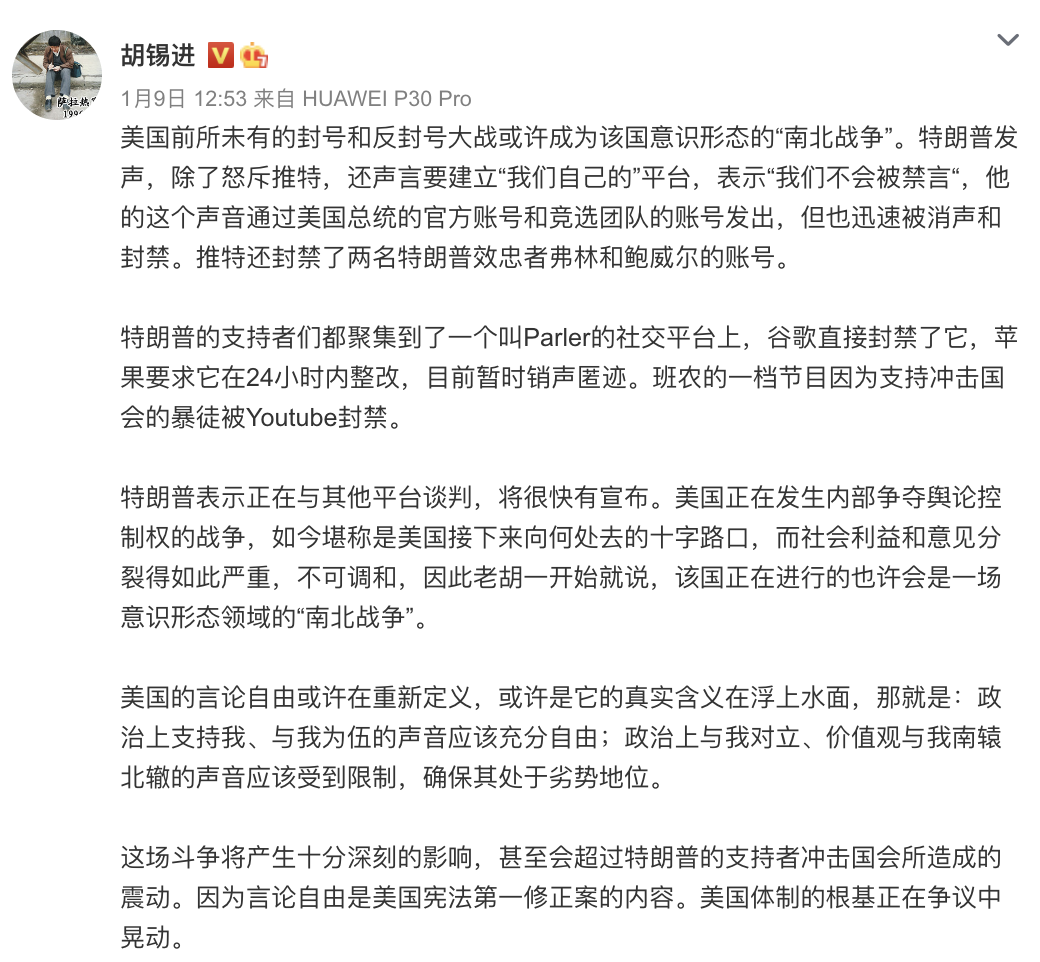 胡锡进
1月9日 12:53 来自 HUAWEI P30 Pro
美国前所未有的封号和反封号大战或许成为该国意识形态的“南北战争”。特朗普发
声，除了怒斥推特，还声言要建立“我们自己的”平台，表示“我们不会被禁言“，他
的这个声音通过美国总统的官方账号和竞选团队的账号发出，但也迅速被消声和
封禁。推特还封禁了两名特朗普效忠者弗林和鲍威尔的账号。
特朗普的支持者们都聚集到了一个叫Parler的社交平台上，谷歌直接封禁了它，苹
果要求它在24小时内整改，目前暂时销声匿迹。班农的一档节目因为支持冲击国
会的暴徒被Youtube封禁。
特朗普表示正在与其他平台谈判，将很快有宣布。美国正在发生内部争夺舆论控
制权的战争，如今堪称是美国接下来向何处去的十字路口，而社会利益和意见分
裂得如此严重，不可调和，因此老胡一开始就说，该国正在进行的也许会是一场
意识形态领域的“南北战争”。
美国的言论自由或许在重新定义，或许是它的真实含义在浮上水面，那就是：政
治上支持我、与我为伍的声音应该充分自由；政治上与我对立、价值观与我南辕
北辙的声音应该受到限制，确保其处于劣势地位。
这场斗争将产生十分深刻的影响，甚至会超过特朗普的支持者冲击国会所造成的
震动。因为言论自由是美国宪法第一修正案的内容。美国体制的根基正在争议中
晃动。